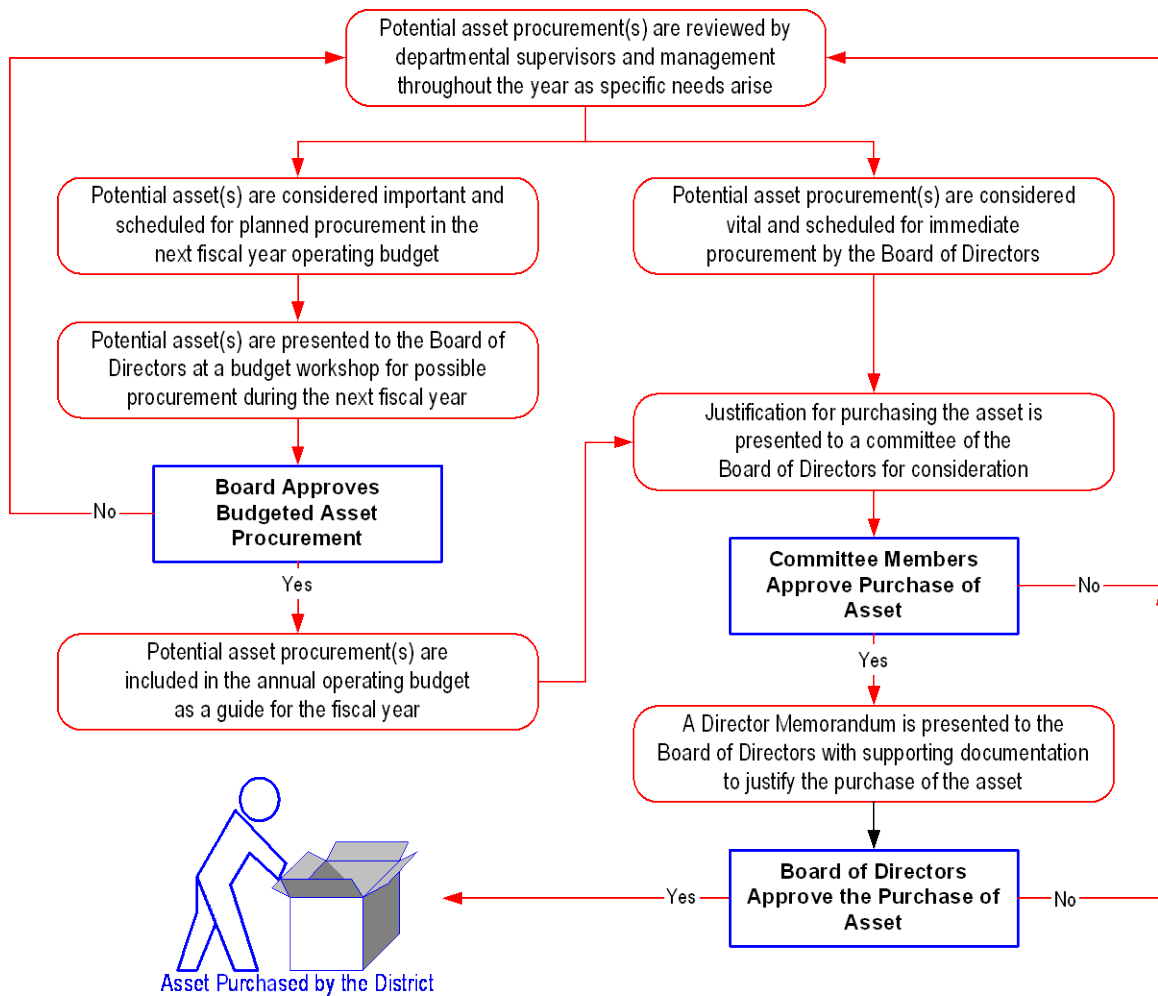 Potential asset procurement(s) are reviewed by
departmental supervisors and management
throughout the year as specific needs arise
Potential asset(s) are considered important and
scheduled for planned procurement in the
next fiscal year operating budget
Potential asset procurement(s) are considered
vital and scheduled for immediate
procurement by the Board of Directors
Potential asset(s) are presented to the Board of
Directors at a budget workshop for possible
procurement during the next fiscal year
Justification for purchasing the asset is
presented to a committee of the
Board of Directors for consideration
Board Approves
Budgeted Asset
Procurement
No
Yes
Committee Members
Approve Purchase of
Asset
No
Yes
Potential asset procurement(s) are
included in the annual operating budget
as a guide for the fiscal year
A Director Memorandum is presented to the
Board of Directors with supporting documentation
to justify the purchase of the asset
Board of Directors
Approve the Purchase of
Asset
Yes
No
Asset Purchased by the District